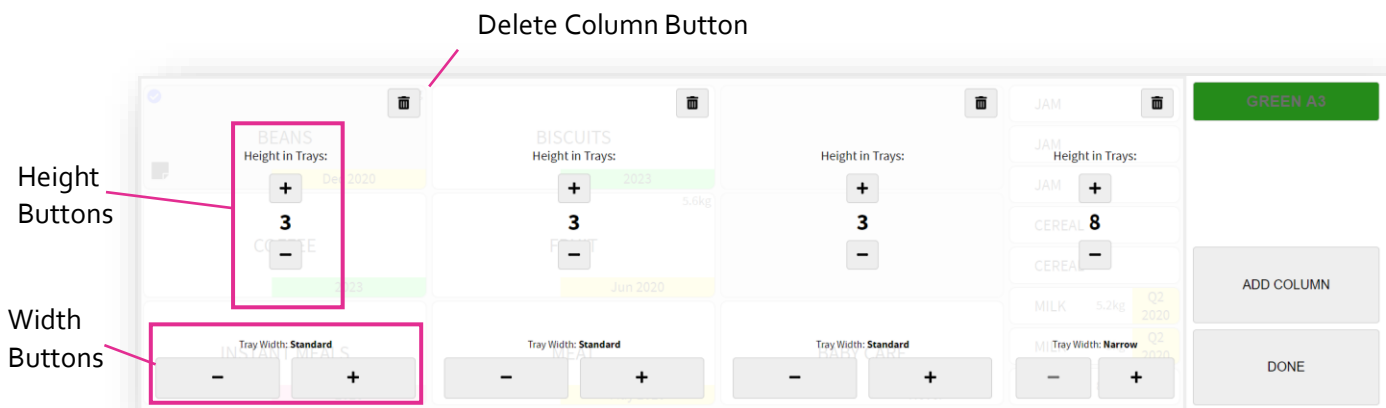 Delete Column Button
Height
Buttons
Width
Buttons
BEANS
Height in Trays:
+
Dec 2020
3
COFFEE
−
2023
Tray Width: Standard
INSTANT MEALS
− +
BISCUITS
Height in Trays:
+
2023
5.6kg
3
FRUIT
−
Jun 2020
Tray Width: Standard
MEAT
− +
Height in Trays:
+
3
−
Tray Width: Standard
BABY CARE
− +
JAM
JAM
Height in Trays:
JAM
+
CEREAL
8
CEREAL
−
MILK 5.2kg Q2
2020
Tray Width: Narrow
Q2
2020
− +
GREEN A3
ADD COLUMN
DONE